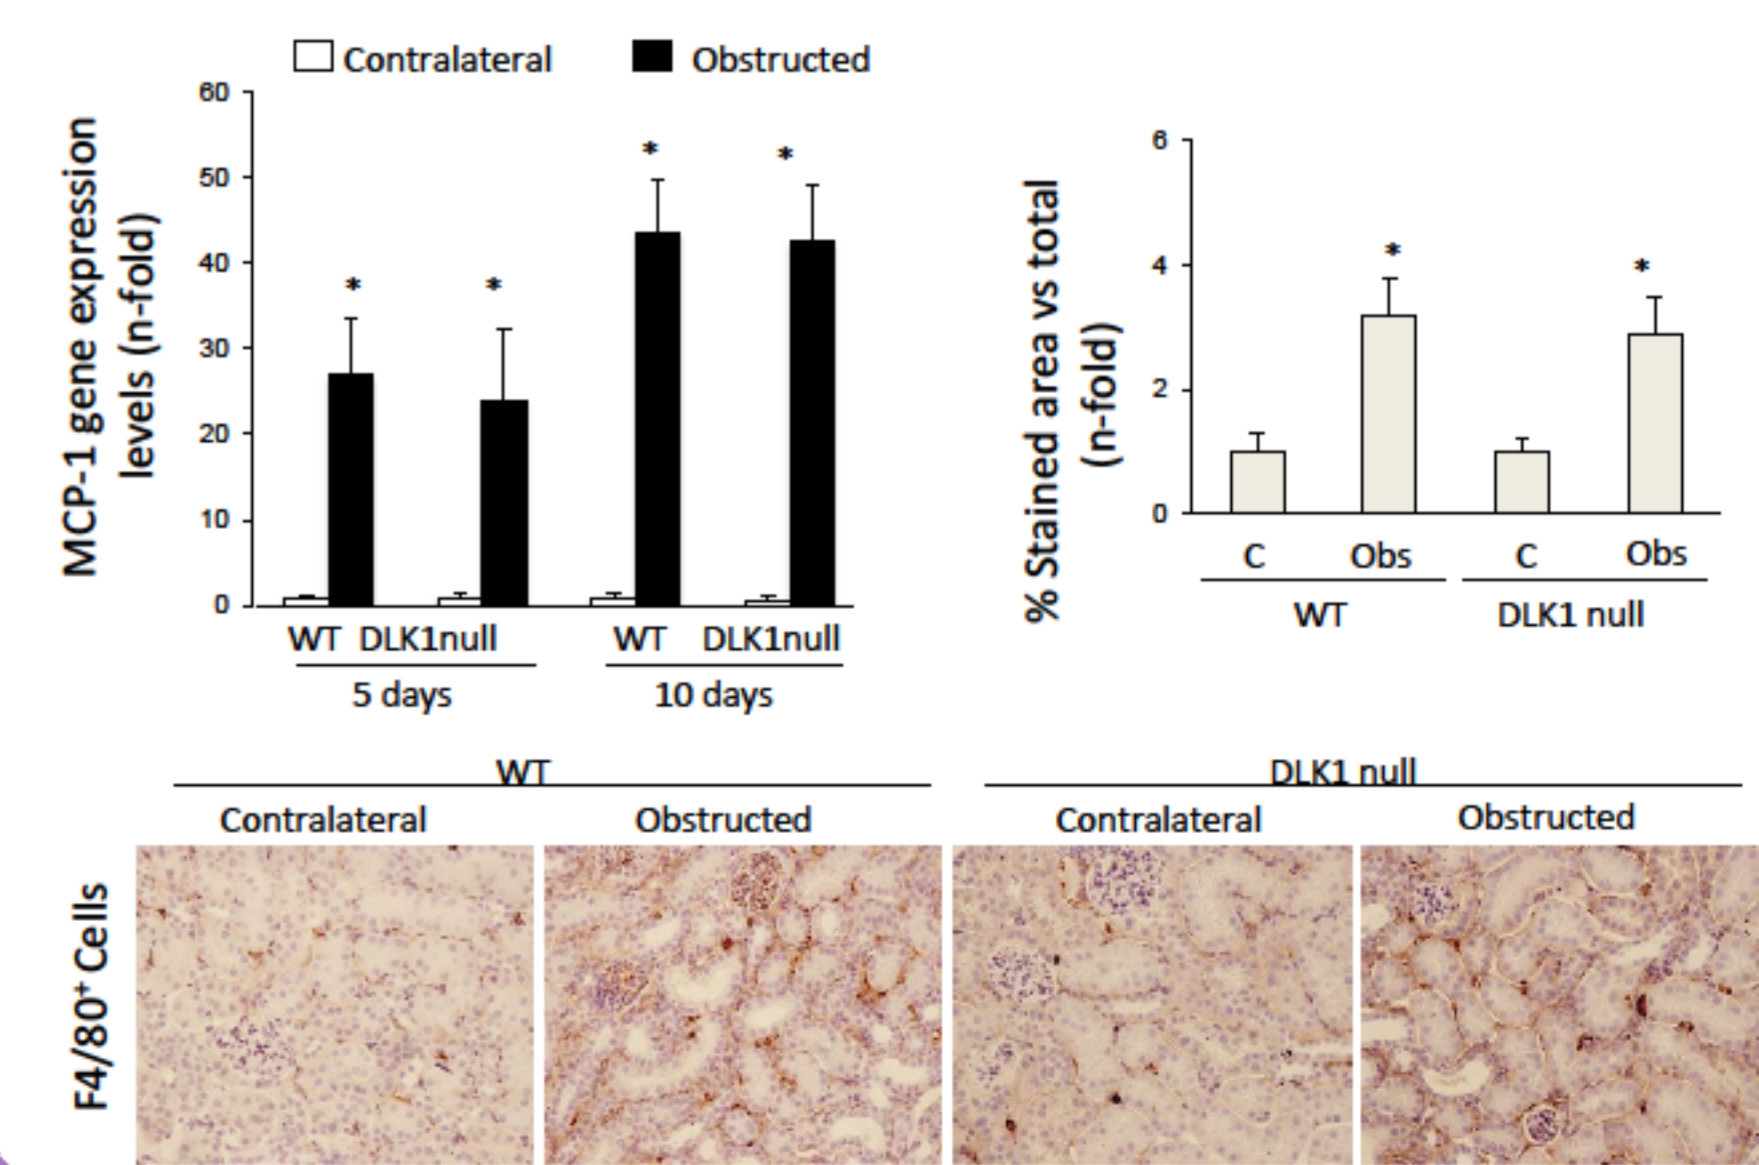 Contralateral Obstructed
MCP-1 gene expression
levels (n-fold)
60
50
40
30
20
10
0
* * * *
WT DLK1null WT DLK1null
5 days 10 days
% Stained area vs total
(n-fold)
6
4
2
0
* *
C Obs C Obs
WT DLK1 null
WT DLK1 null
Contralateral Obstructed Contralateral Obstructed
F4/80⁺ Cells